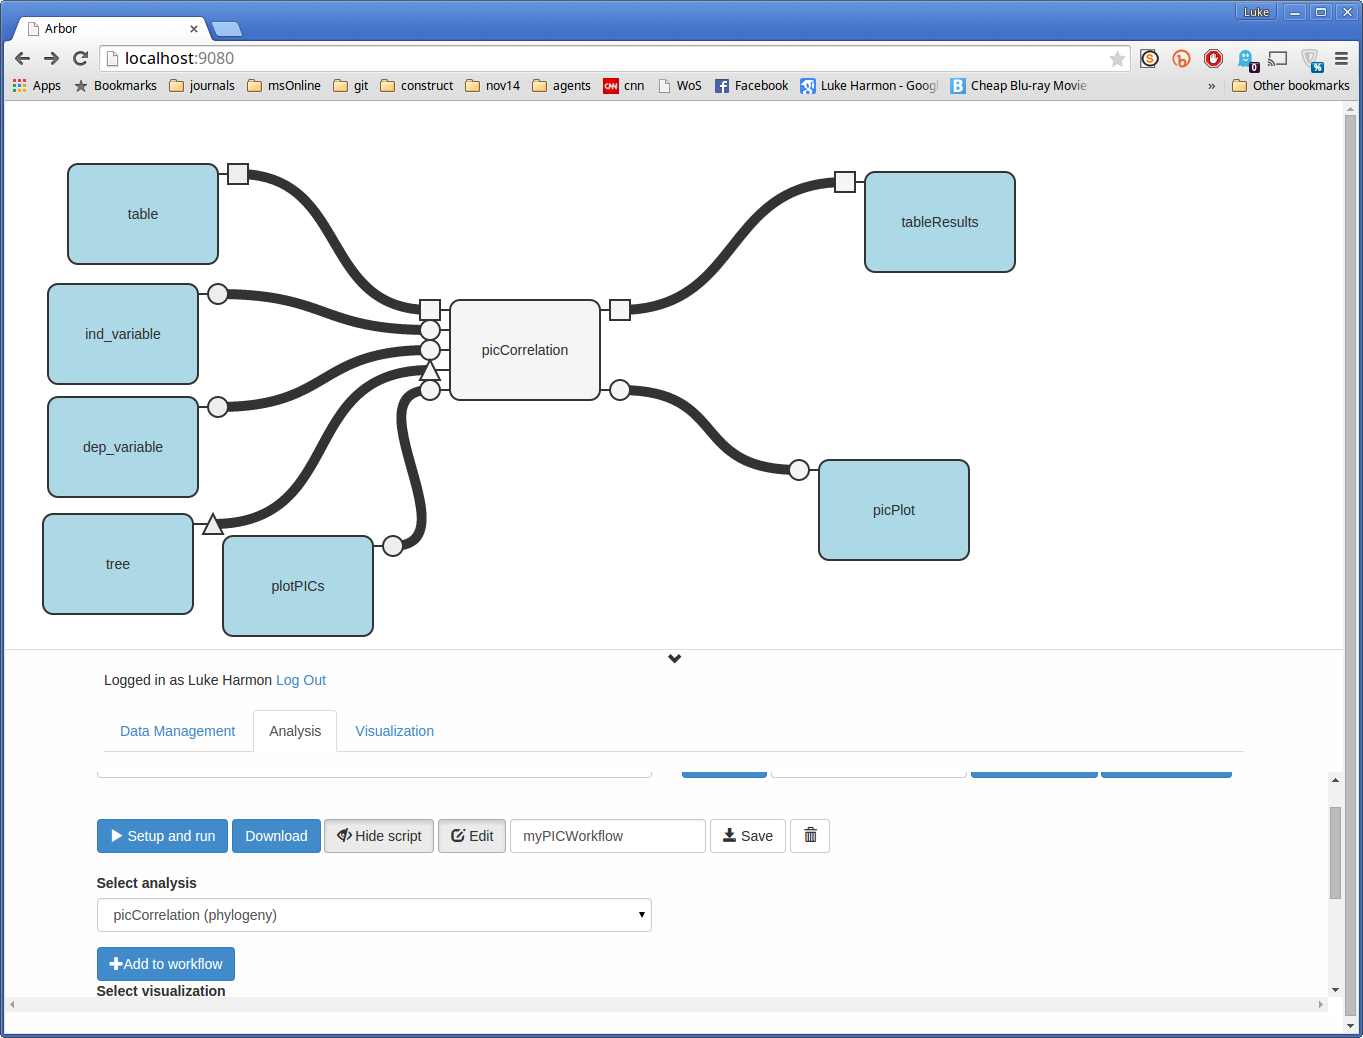 Luke
Arbor
localhost:9080
Apps Bookmarks journals msOnline git construct nov14 agents cnn WoS Facebook Luke Harmon - Googl Cheap Blu-ray Movie » Other bookmarks
table
tableResults
ind_variable
picCorrelation
dep_variable
picPlot
tree
plotPICs
Logged in as Luke Harmon Log Out
Data Management Analysis Visualization
Setup and run Download Hide script Edit myPICWorkflow Save
Select analysis
picCorrelation (phylogeny)
Add to workflow
Select visualization